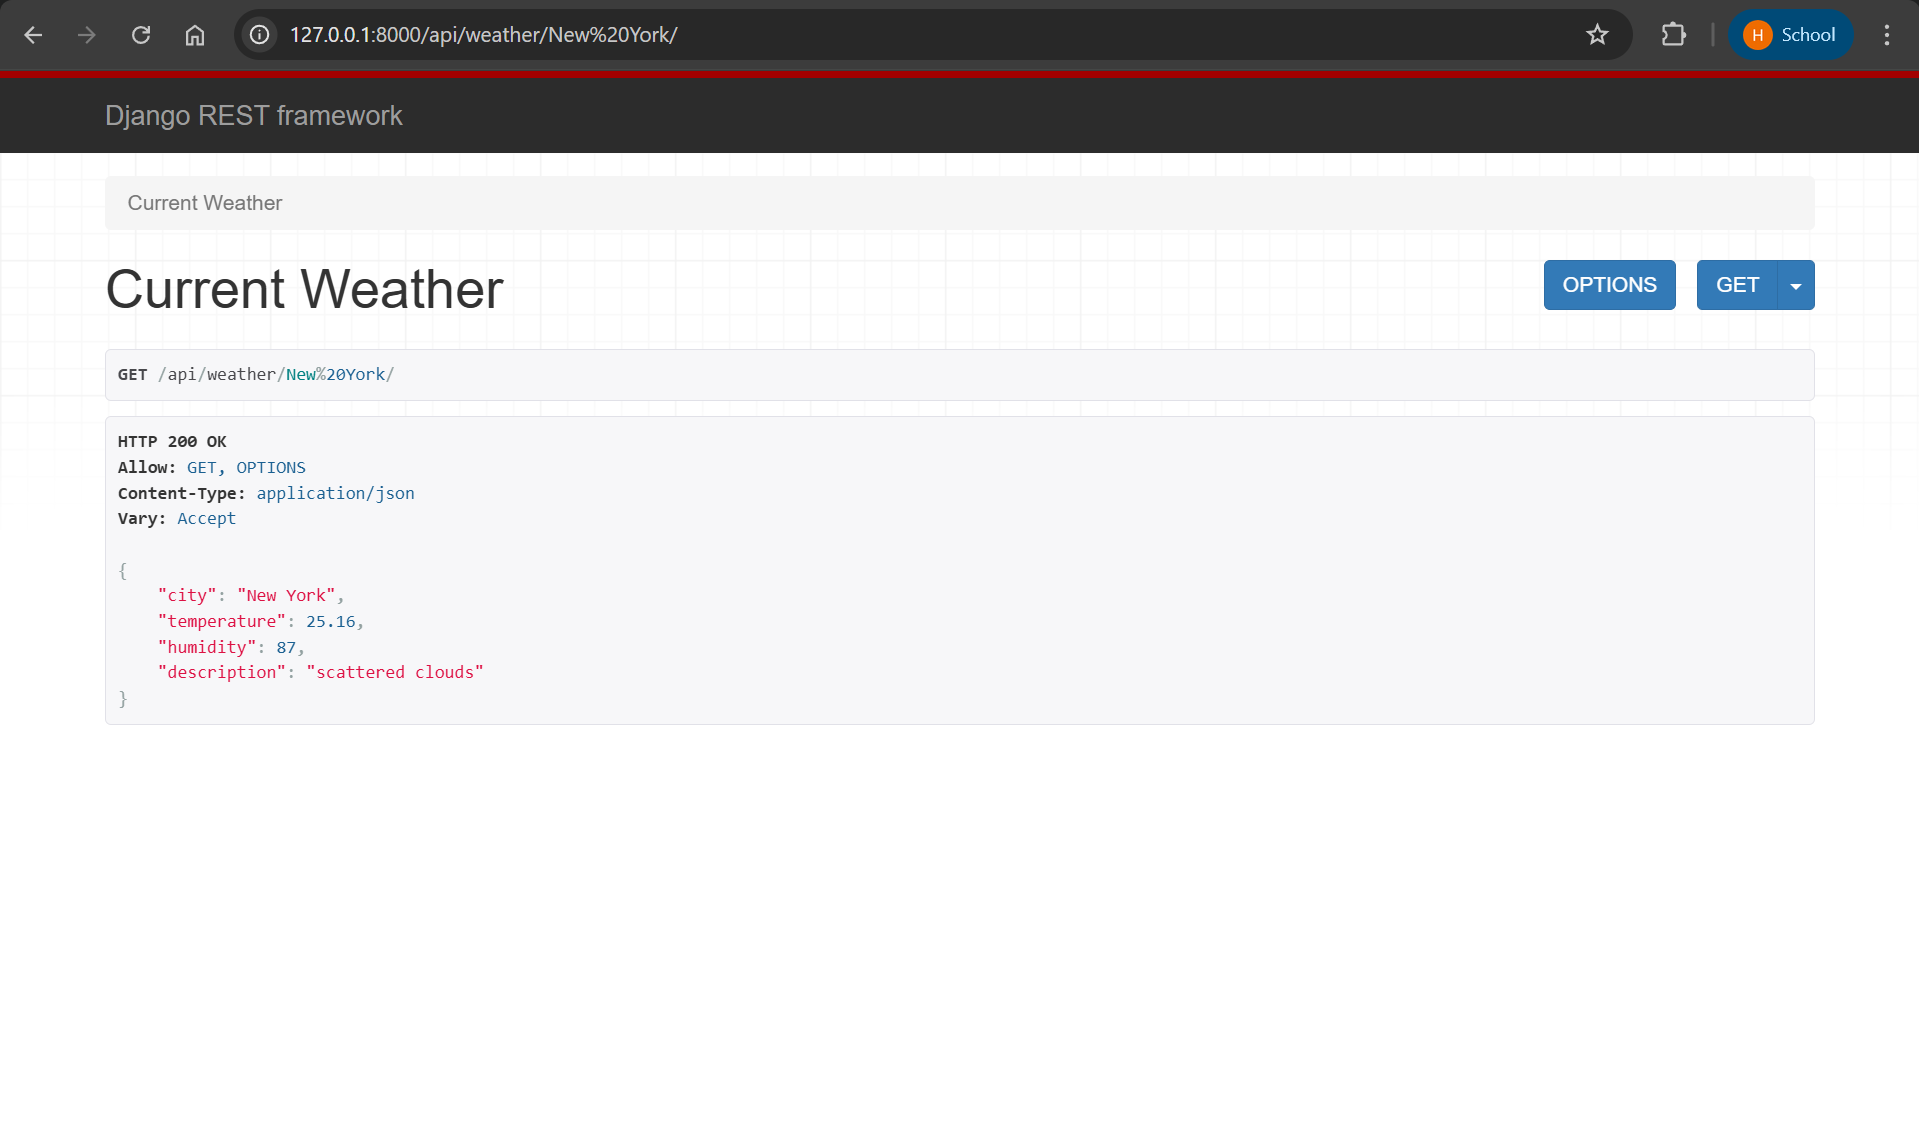 127.0.0.1:8000/api/weather/New%20York/
H School
Django REST framework
Current Weather
Current Weather
OPTIONS GET
GET /api/weather/New%20York/
HTTP 200 OK
Allow: GET, OPTIONS
Content-Type: application/json
Vary: Accept
{
    "city": "New York",
    "temperature": 25.16,
    "humidity": 87,
    "description": "scattered clouds"
}